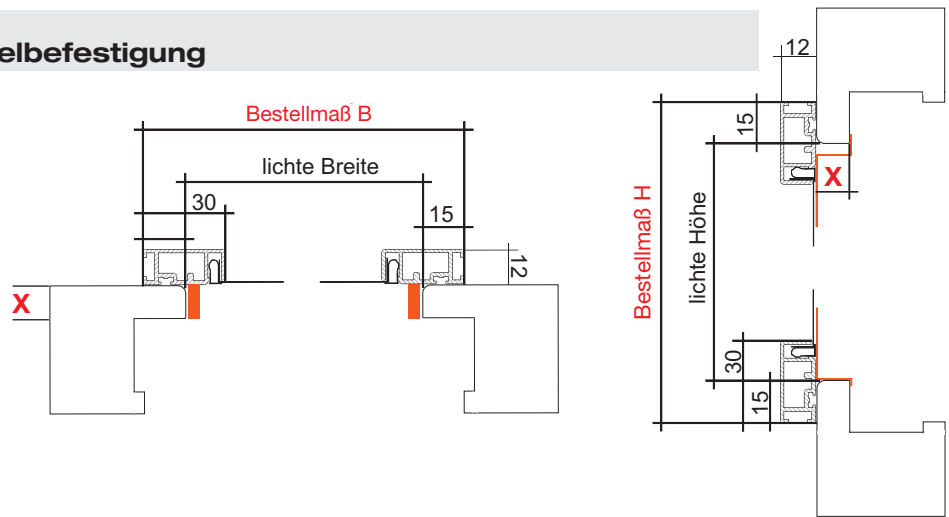 elbefestigung
Bestellmaß B
lichte Breite
30
15
12
X
12
15
X
Bestellmaß H
lichte Höhe
30
15